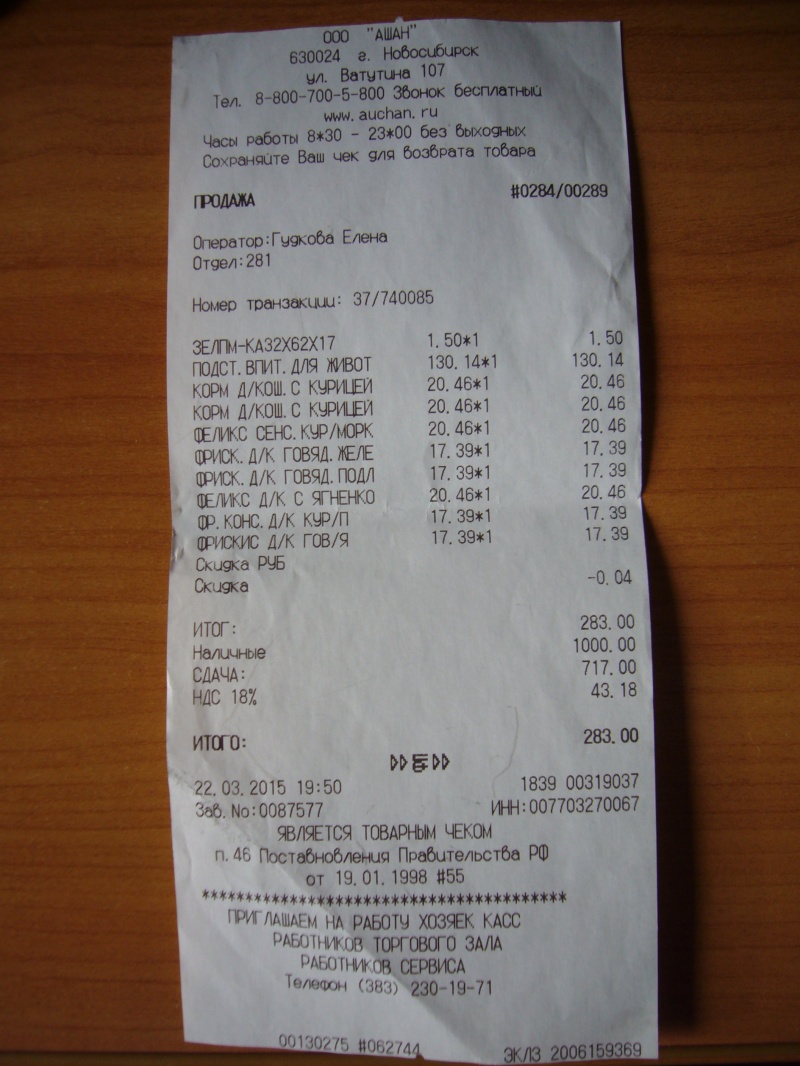 ООО "АШАН"
630024 г. Новосибирск
ул. Ватутина 107
Тел. 8-800-700-5-800 Звонок бесплатный
www.auchan.ru
Часы работы 8*30 - 23*00 без выходных
Сохраняйте Ваш чек для возврата товара
ПРОДАЖА #0284/00289
Оператор:Гудкова Елена
Отдел:281
Номер транзакции: 37/740085
ЗЕЛПМ-КА32Х62Х17 1.50*1 1.50
ПОДСТ.ВПИТ.ДЛЯ ЖИВОТ 130.14*1 130.14
КОРМ Д/КОШ.С КУРИЦЕЙ 20.46*1 20.46
КОРМ Д/КОШ.С КУРИЦЕЙ 20.46*1 20.46
ФЕЛИКС СЕНС.КУР/МОРК 20.46*1 20.46
ФРИСК.Д/К ГОВЯД.ЖЕЛЕ 17.39*1 17.39
ФРИСК.Д/К ГОВЯД.ПОДЛ 17.39*1 17.39
ФЕЛИКС Д/К С ЯГНЕНКО 20.46*1 20.46
ФР.КОНС.Д/К КУР/П 17.39*1 17.39
ФРИСКИС Д/К ГОВ/Я 17.39*1 17.39
Скидка РУБ
Скидка -0.04
ИТОГ: 283.00
Наличные 1000.00
СДАЧА: 717.00
НДС 18% 43.18
ИТОГО: 283.00
22.03.2015 19:50 1839 00319037
Зав.No:0087577 ИНН:007703270067
ЯВЛЯЕТСЯ ТОВАРНЫМ ЧЕКОМ
п.46 Поставновления Правительства РФ
от 19.01.1998 #55
****************************************
ПРИГЛАШАЕМ НА РАБОТУ ХОЗЯЕК КАСС
РАБОТНИКОВ ТОРГОВОГО ЗАЛА
РАБОТНИКОВ СЕРВИСА
Телефон (383) 230-19-71
00130275 #062744 ЭКЛЗ 2006159369